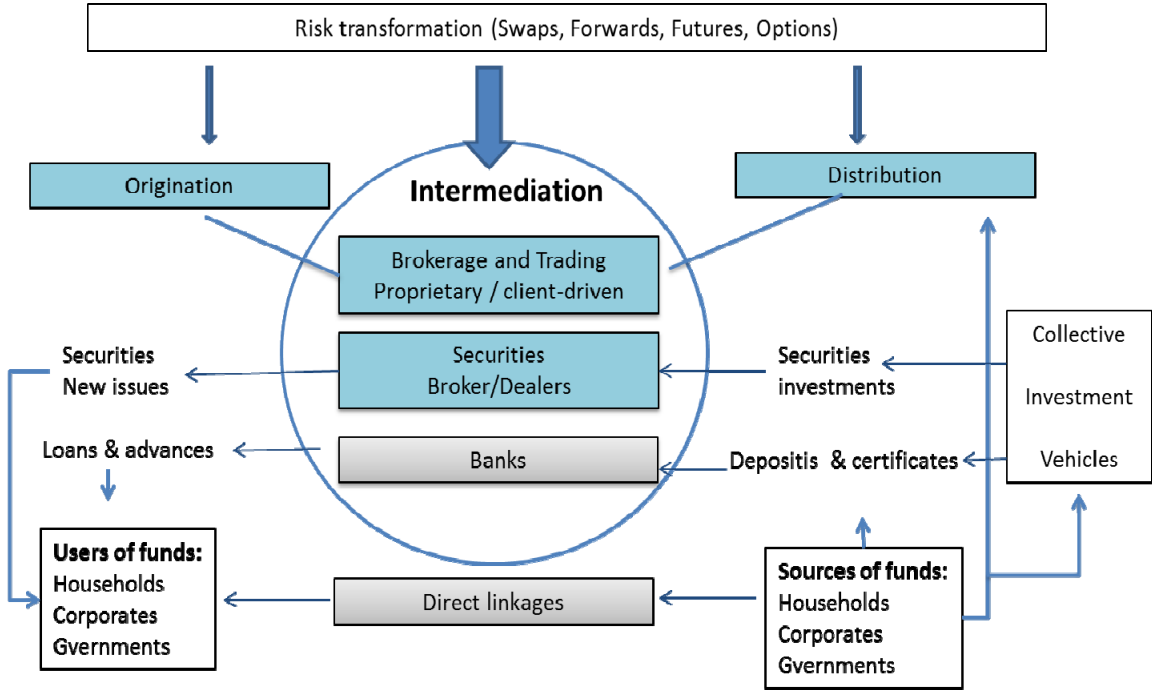 Risk transformation (Swaps, Forwards, Futures, Options)
Origination
Intermediation
Distribution
Brokerage and Trading
Proprietary / client-driven
Securities
New issues
Securities
Broker/Dealers
Securities
investments
Collective
Investment
Vehicles
Loans & advances
Banks
Depositis & certificates
Users of funds:
Households
Corporates
Gvernments
Direct linkages
Sources of funds:
Households
Corporates
Gvernments